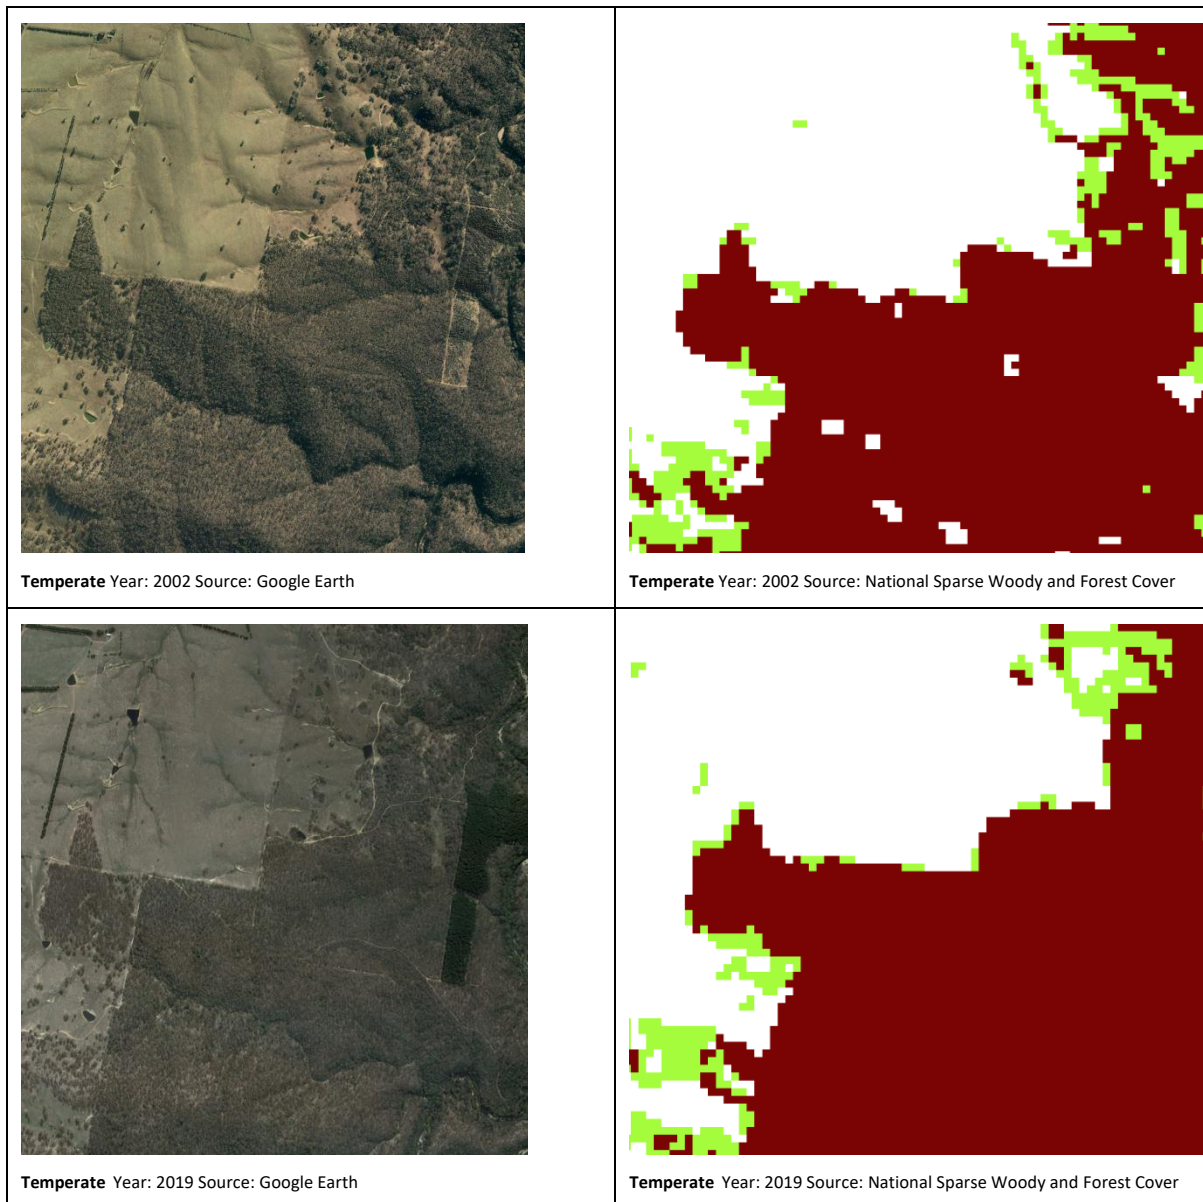 Temperate Year: 2002 Source: Google Earth
Temperate Year: 2002 Source: National Sparse Woody and Forest Cover
Temperate Year: 2019 Source: Google Earth
Temperate Year: 2019 Source: National Sparse Woody and Forest Cover